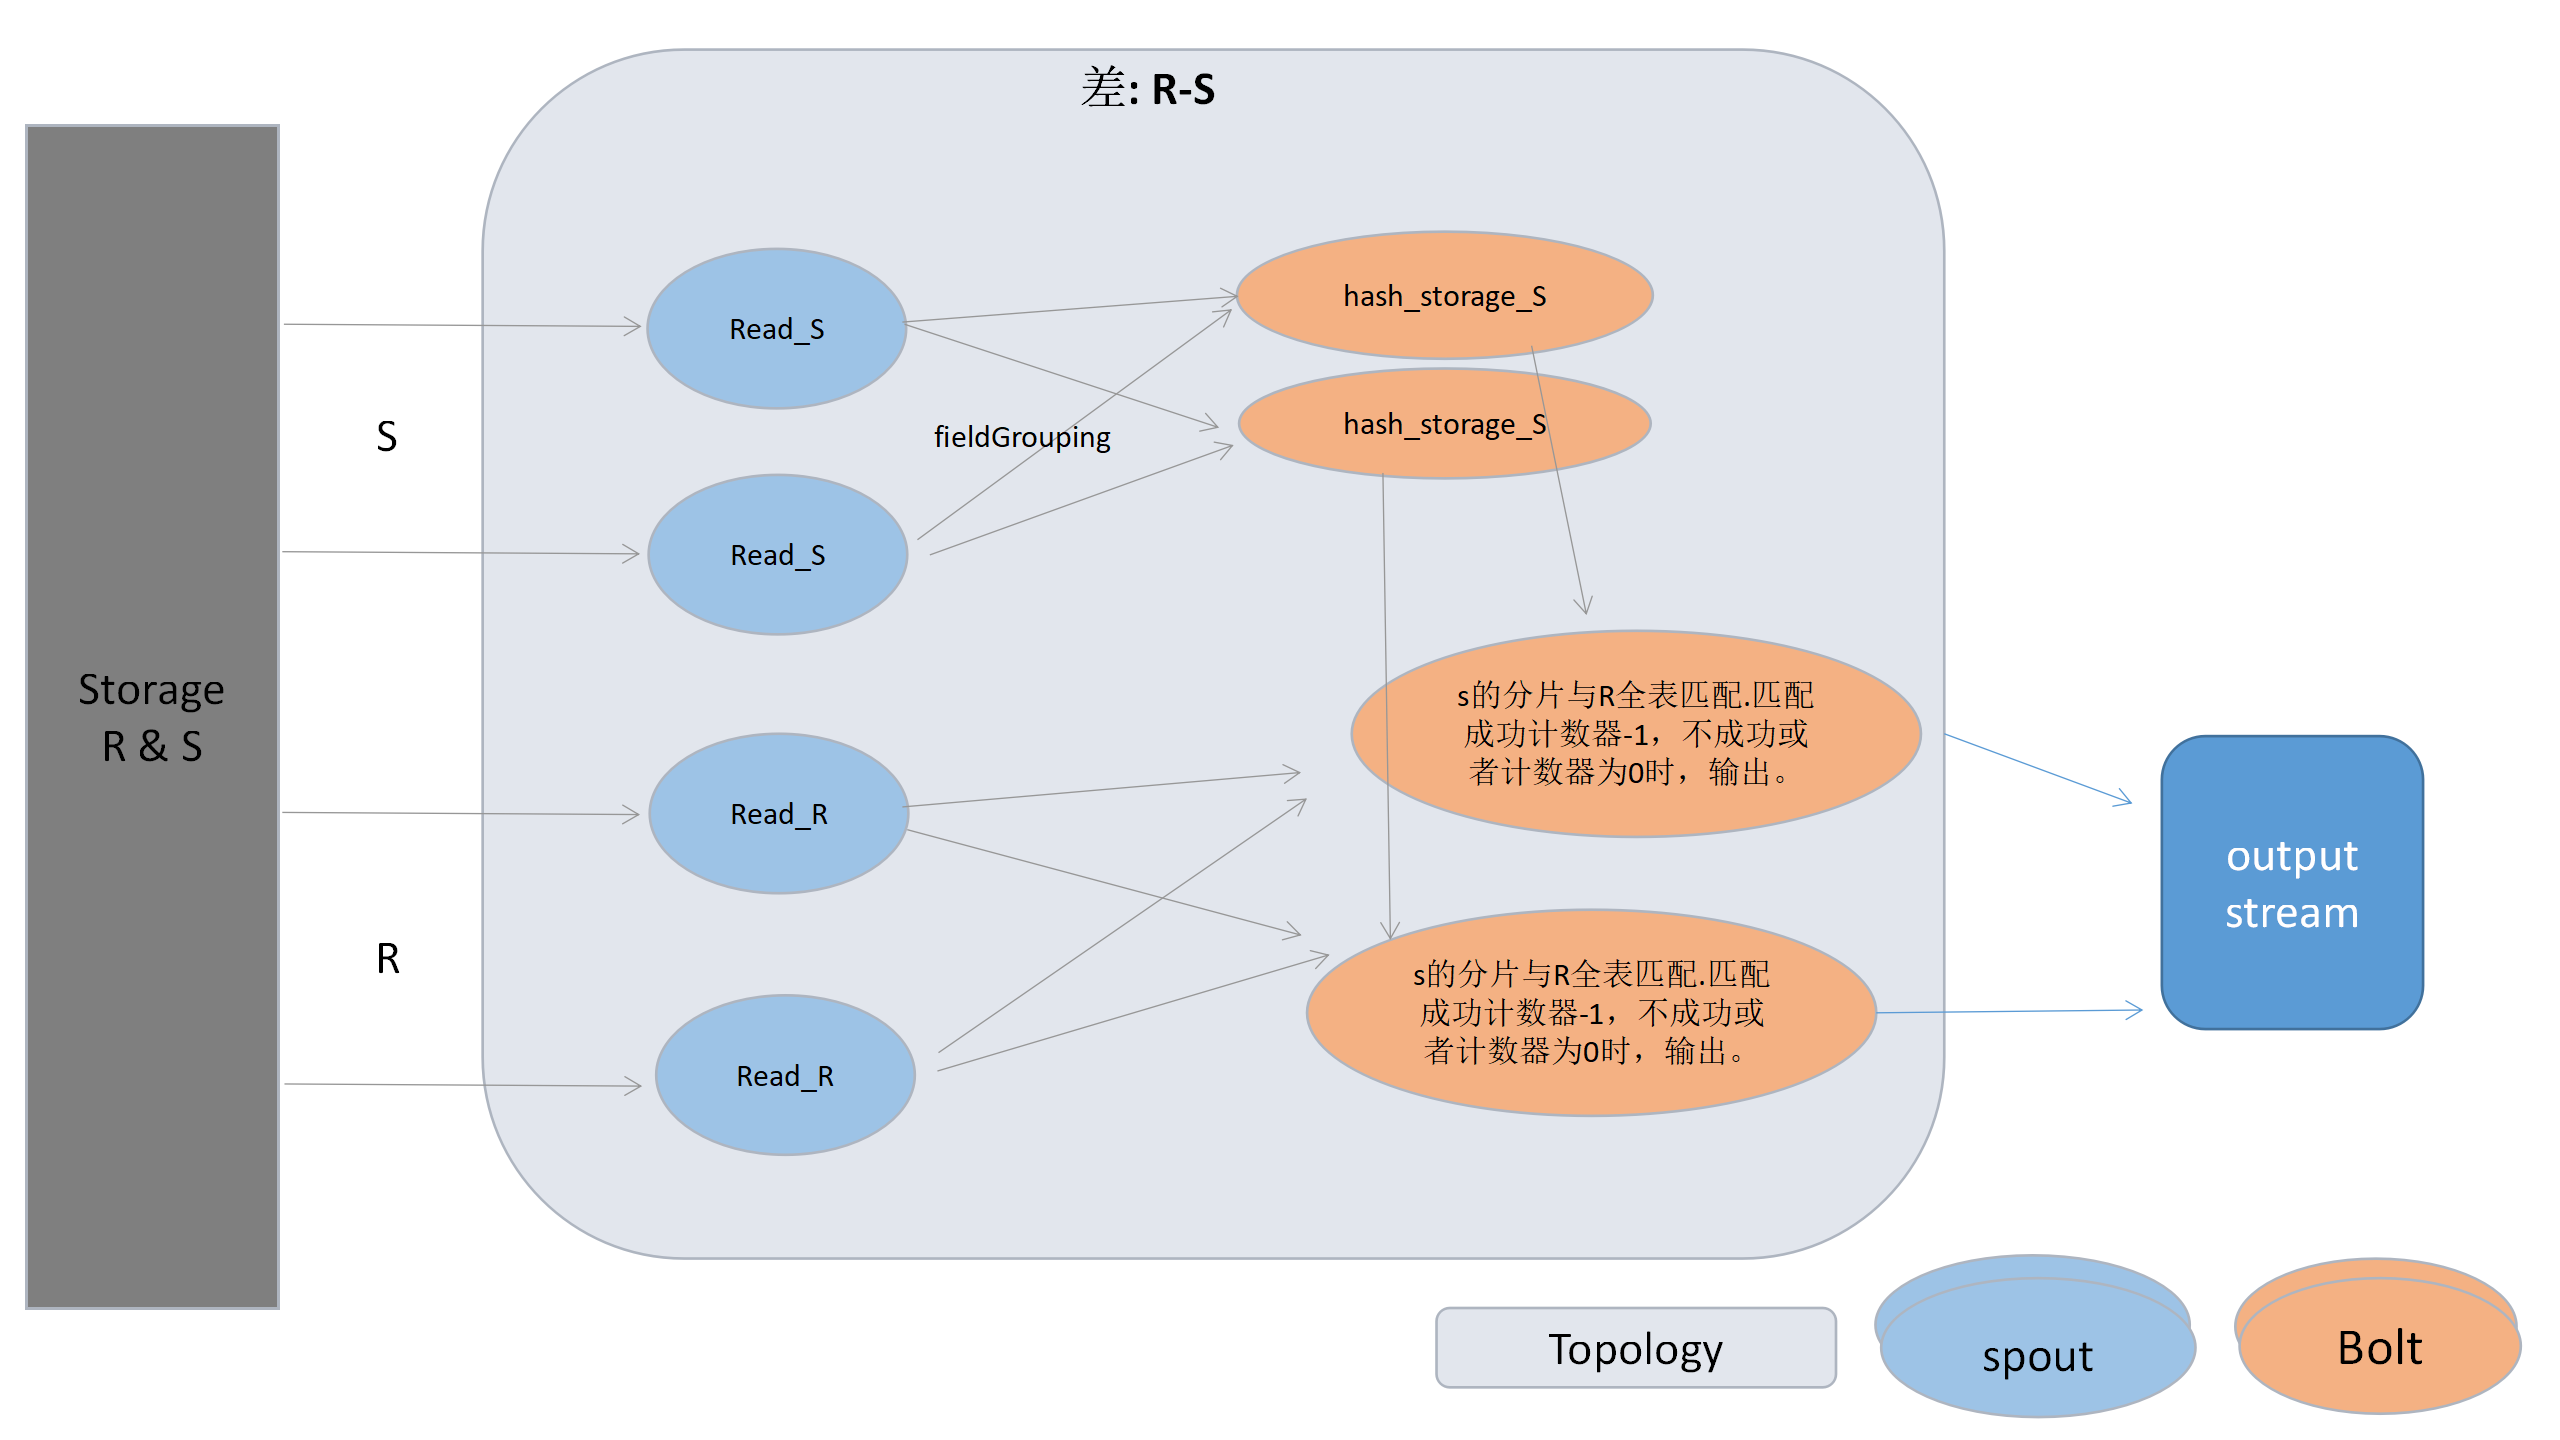 差: R-S
Storage
R & S
S
R
Read_S
Read_S
Read_R
Read_R
fieldGrouping
hash_storage_S
hash_storage_S
s的分片与R全表匹配.匹配
成功计数器-1，不成功或
者计数器为0时，输出。
s的分片与R全表匹配.匹配
成功计数器-1，不成功或
者计数器为0时，输出。
output
stream
Topology
spout
Bolt